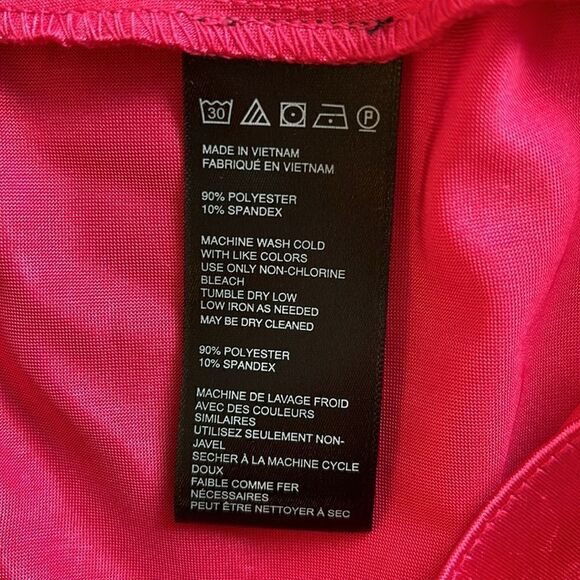 30 P
MADE IN VIETNAM
FABRIQUÉ EN VIETNAM
90% POLYESTER
10% SPANDEX
MACHINE WASH COLD
WITH LIKE COLORS
USE ONLY NON-CHLORINE
BLEACH
TUMBLE DRY LOW
LOW IRON AS NEEDED
MAY BE DRY CLEANED
90% POLYESTER
10% SPANDEX
MACHINE DE LAVAGE FROID
AVEC DES COULEURS
SIMILAIRES
UTILISEZ SEULEMENT NON-
JAVEL
SECHER À LA MACHINE CYCLE
DOUX
FAIBLE COMME FER
NÉCESSAIRES
PEUT ÊTRE NETTOYER À SEC